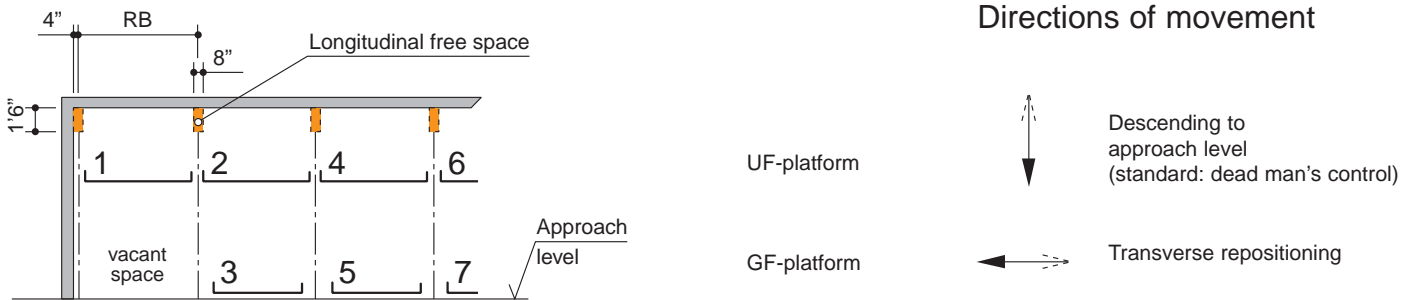 Directions of movement
4”
RB
Longitudinal free space
8”
1’6”
1
2
4
6
Descending to
approach level
(standard: dead man’s control)
UF-platform
Approach
level
vacant
space
3
5
7
GF-platform
Transverse repositioning